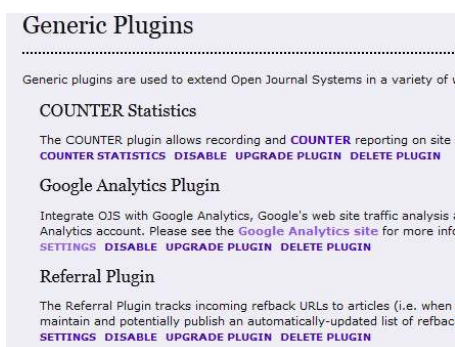 Generic Plugins
Generic plugins are used to extend Open Journal Systems in a variety of
COUNTER Statistics
The COUNTER plugin allows recording and COUNTER reporting on site
COUNTER STATISTICS DISABLE UPGRADE PLUGIN DELETE PLUGIN
Google Analytics Plugin
Integrate OJS with Google Analytics, Google's web site traffic analysis
Analytics account. Please see the Google Analytics site for more
SETTINGS DISABLE UPGRADE PLUGIN DELETE PLUGIN
Referral Plugin
The Referral Plugin tracks incoming refback URLs to articles (i.e. when
maintain and potentially publish an automatically-updated list of
SETTINGS DISABLE UPGRADE PLUGIN DELETE PLUGIN